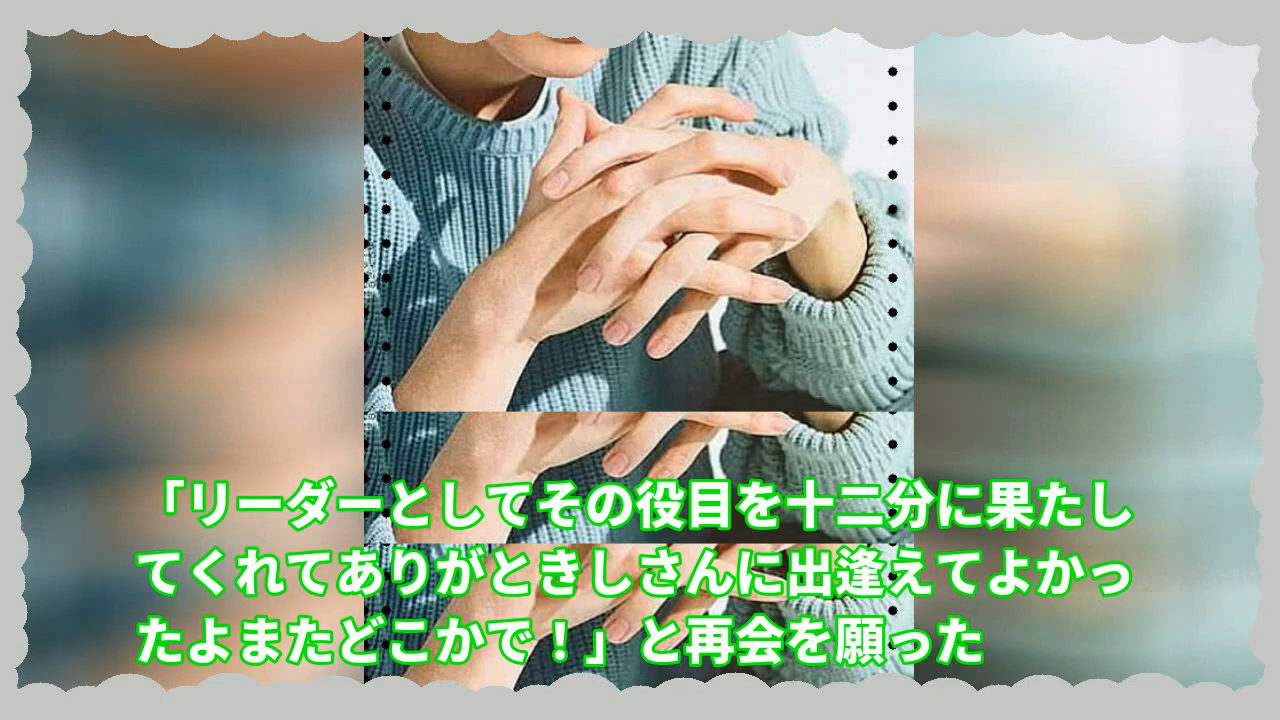 「リーダーとしてその役目を十二分に果たし
てくれてありがときしさんに出逢えてよかっ
たよまたどこかで！」と再会を願った